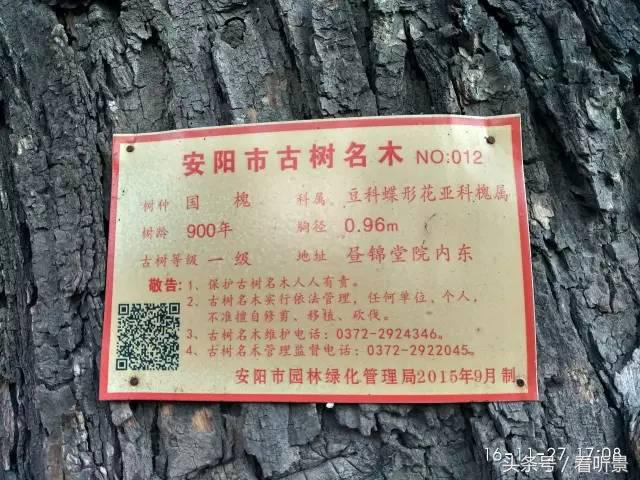 安阳市古树名木 NO:012
树种 国 槐 科属 豆科蝶形花亚科槐属
树龄 900年 胸径 0.96m
古树等级 一级 地址 昼锦堂院内东
敬告:1、保护古树名木人人有责。
2、古树名木实行依法管理,任何单位,个人,
不准擅自修剪、移植、砍伐。
3、古树名木维护电话:0372-2924346。
4、古树名木管理监督电话:0372-2922045。
安阳市园林绿化管理局2015年9月制
16-11-27 17:08
头条号/看听景